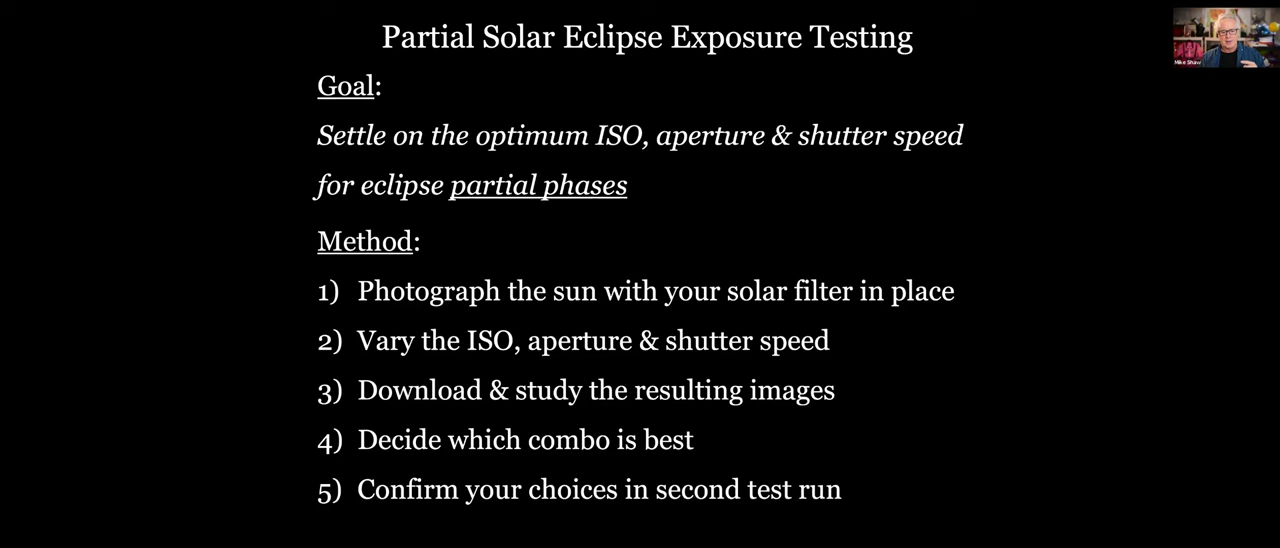 Partial Solar Eclipse Exposure Testing
Goal:
Settle on the optimum ISO, aperture & shutter speed
for eclipse partial phases
Method:
1) Photograph the sun with your solar filter in place
2) Vary the ISO, aperture & shutter speed
3) Download & study the resulting images
4) Decide which combo is best
5) Confirm your choices in second test run
Mike Shaw